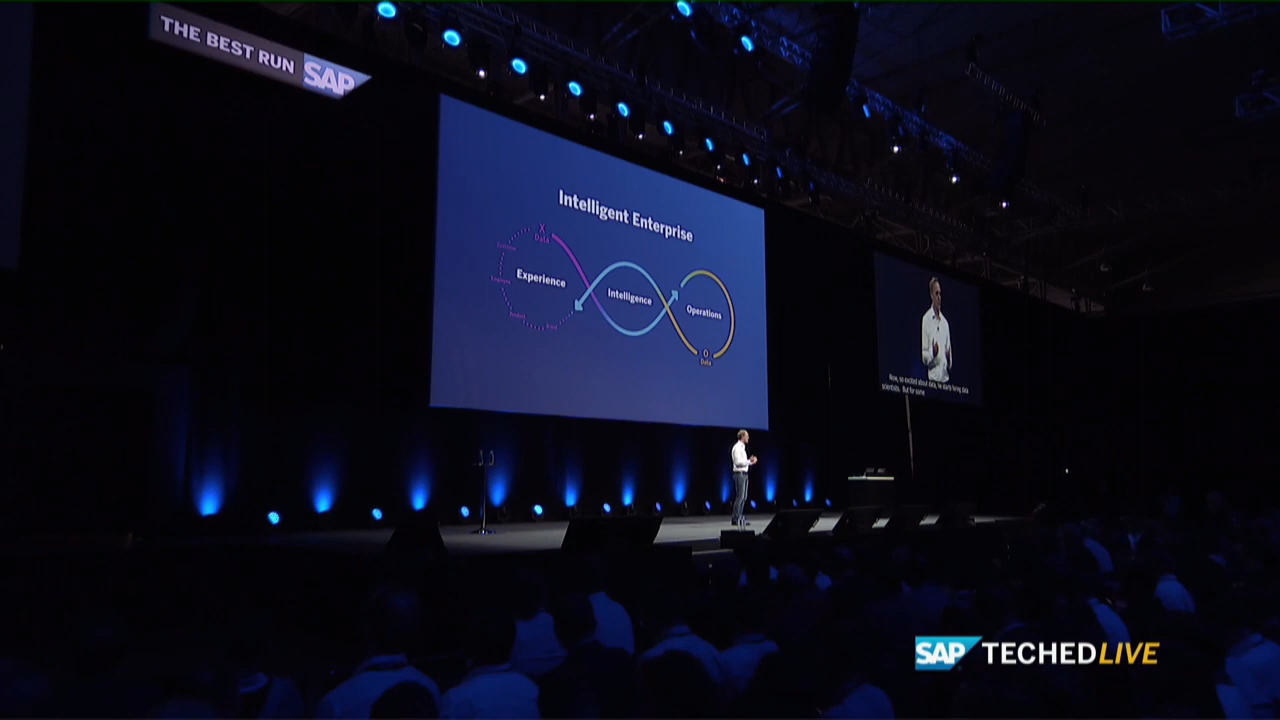 THE BEST RUN SAP
Intelligent Enterprise
X
Data
Experience
Intelligence
Operations
O
Data
Now, so excited about data, he starts hiring data
scientists. But for some
SAP TECHED LIVE